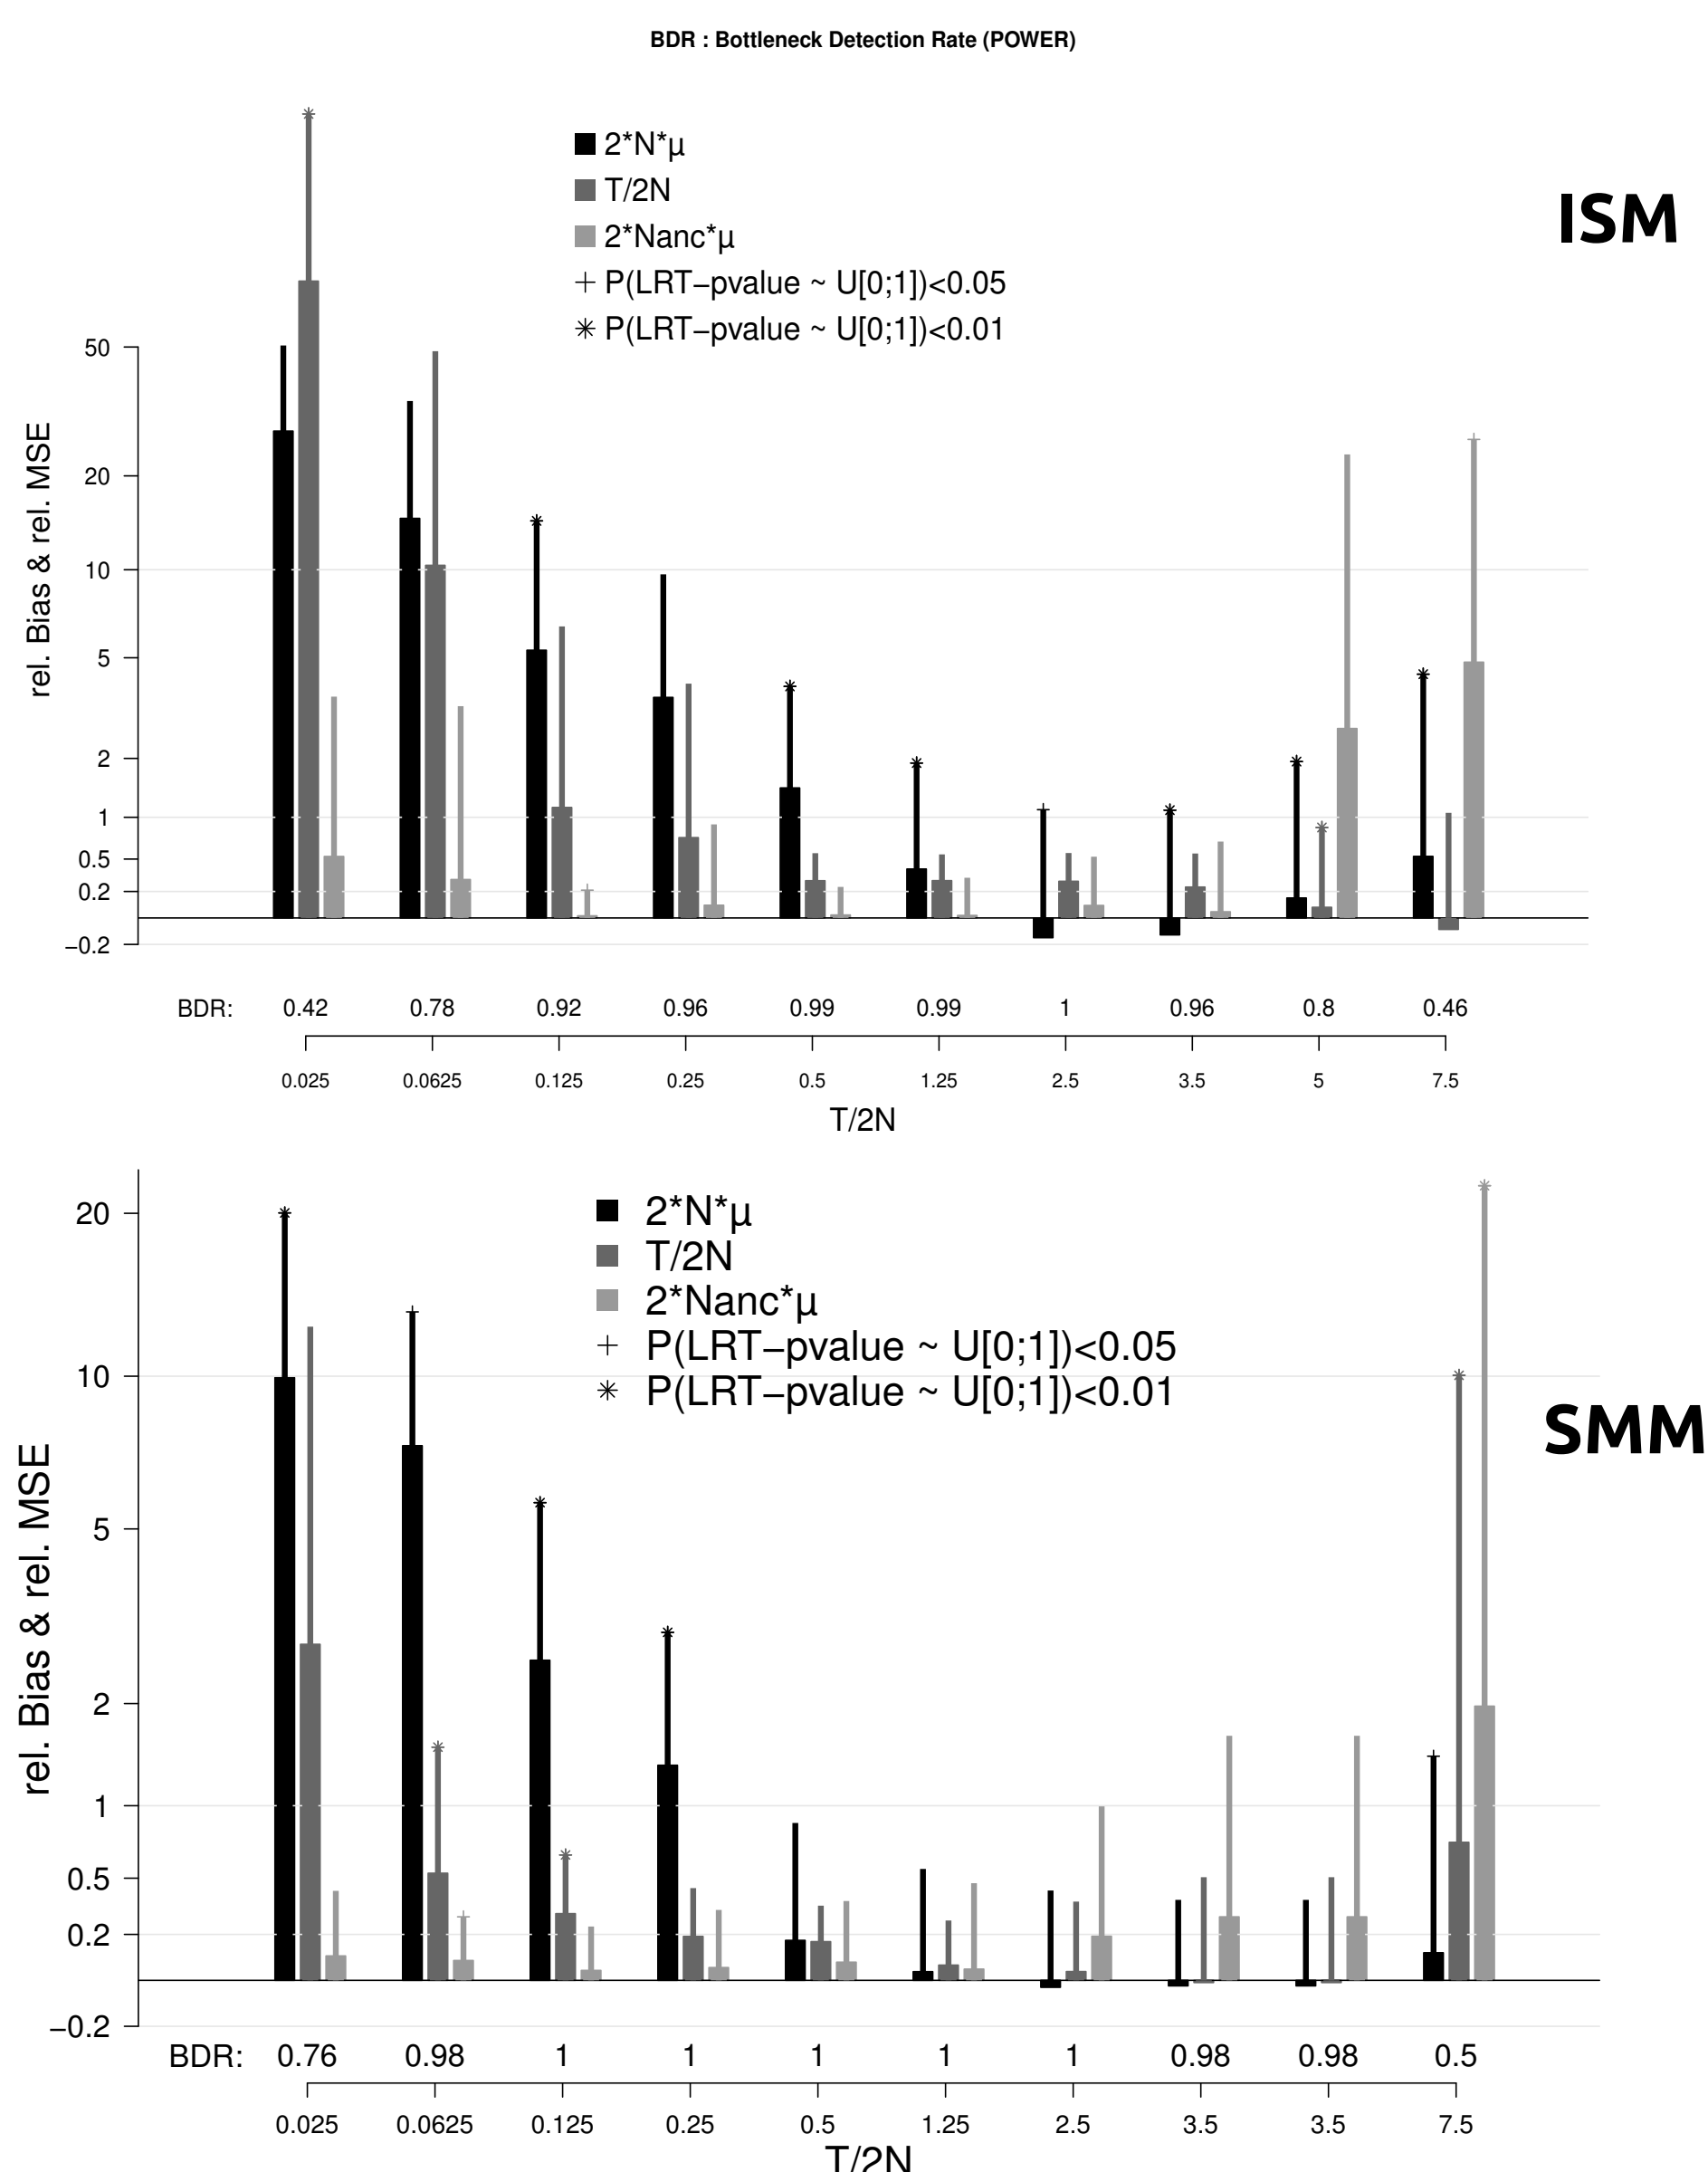 BDR : Bottleneck Detection Rate (POWER)
2*N*μ
T/2N
2*Nanc*μ
+ P(LRT−pvalue ~ U[0;1])<0.05
✳ P(LRT−pvalue ~ U[0;1])<0.01
ISM
rel. Bias & rel. MSE
50
20
10
5
2
1
0.5
0.2
−0.2
BDR: 0.42 0.78 0.92 0.96 0.99 0.99 1 0.96 0.8 0.46
0.025 0.0625 0.125 0.25 0.5 1.25 2.5 3.5 5 7.5
T/2N
2*N*μ
T/2N
2*Nanc*μ
+ P(LRT−pvalue ~ U[0;1])<0.05
✳ P(LRT−pvalue ~ U[0;1])<0.01
SMM
rel. Bias & rel. MSE
20
10
5
2
1
0.5
0.2
−0.2
BDR: 0.76 0.98 1 1 1 1 1 0.98 0.98 0.5
0.025 0.0625 0.125 0.25 0.5 1.25 2.5 3.5 3.5 7.5
T/2N